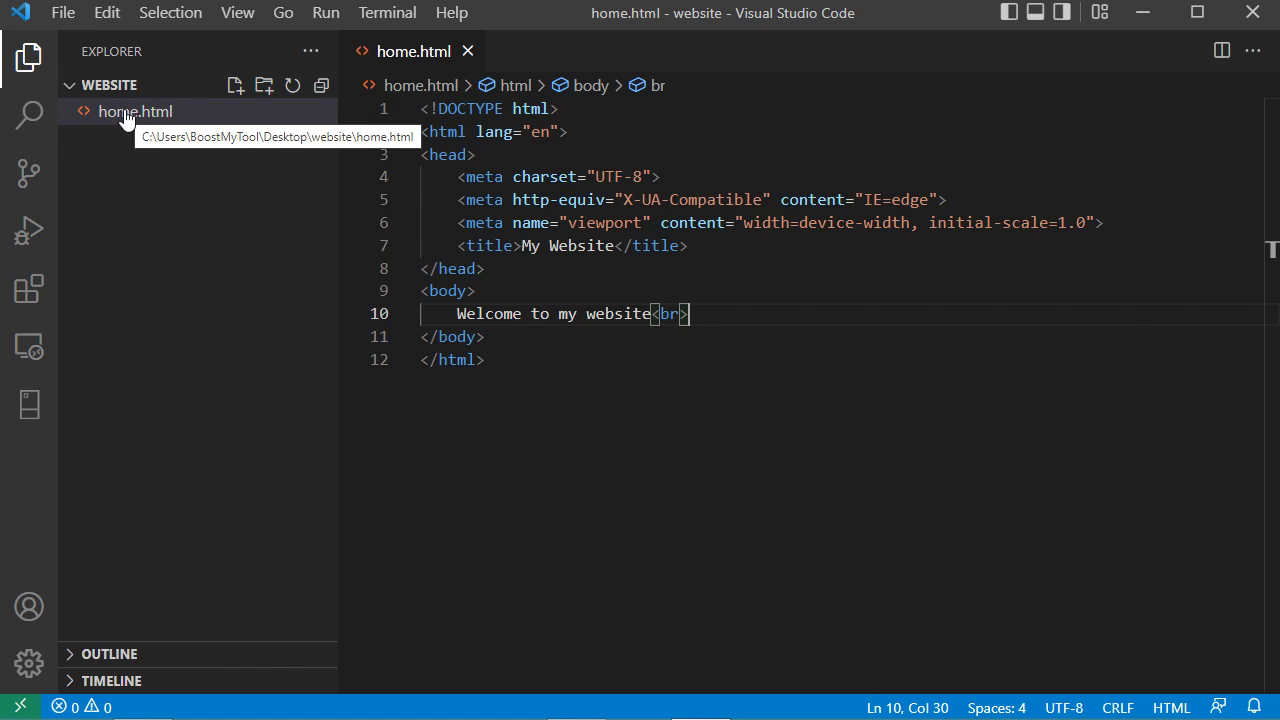 File Edit Selection View Go Run Terminal Help home.html - website - Visual Studio Code
EXPLORER
WEBSITE
home.html
C:\Users\BoostMyTool\Desktop\website\home.html
OUTLINE
TIMELINE
home.html
home.html > html > body > br
1 <!DOCTYPE html>
<html lang="en">
3 <head>
4 <meta charset="UTF-8">
5 <meta http-equiv="X-UA-Compatible" content="IE=edge">
6 <meta name="viewport" content="width=device-width, initial-scale=1.0">
7 <title>My Website</title>
8 </head>
9 <body>
10 Welcome to my website<br>
11 </body>
12 </html>
0 0 Ln 10, Col 30 Spaces: 4 UTF-8 CRLF HTML